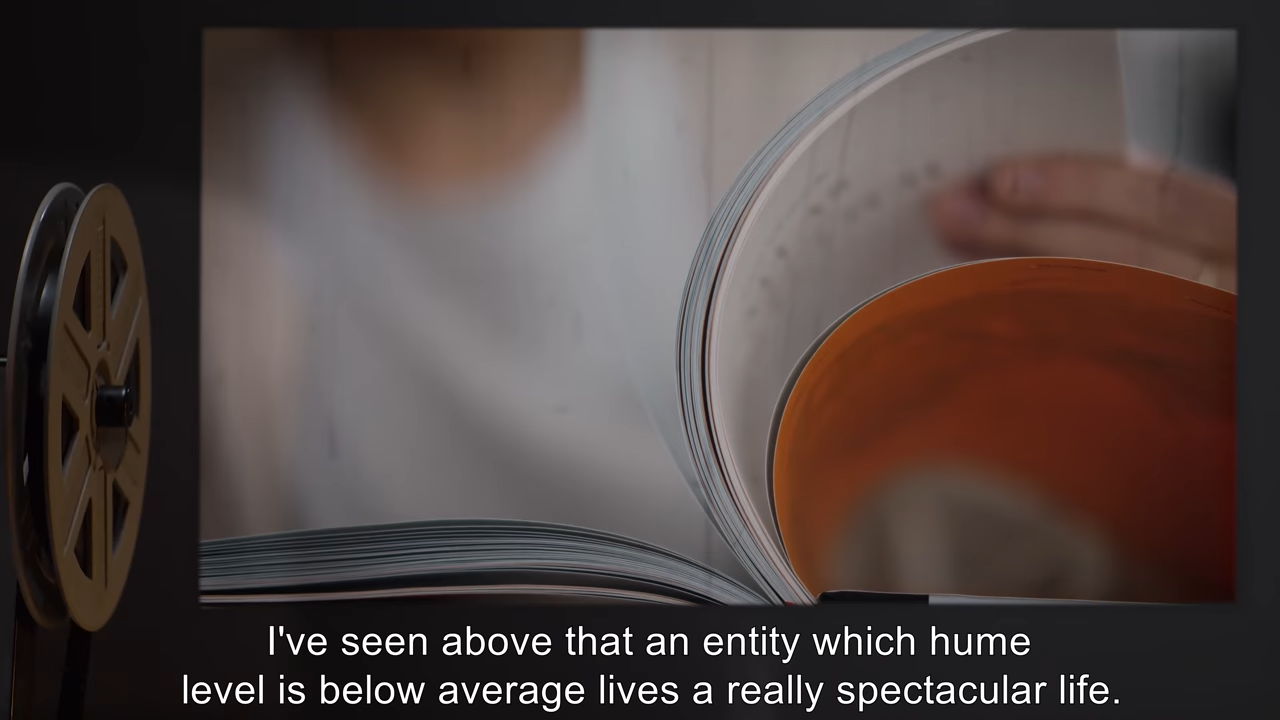 I've seen above that an entity which hume
level is below average lives a really spectacular life.